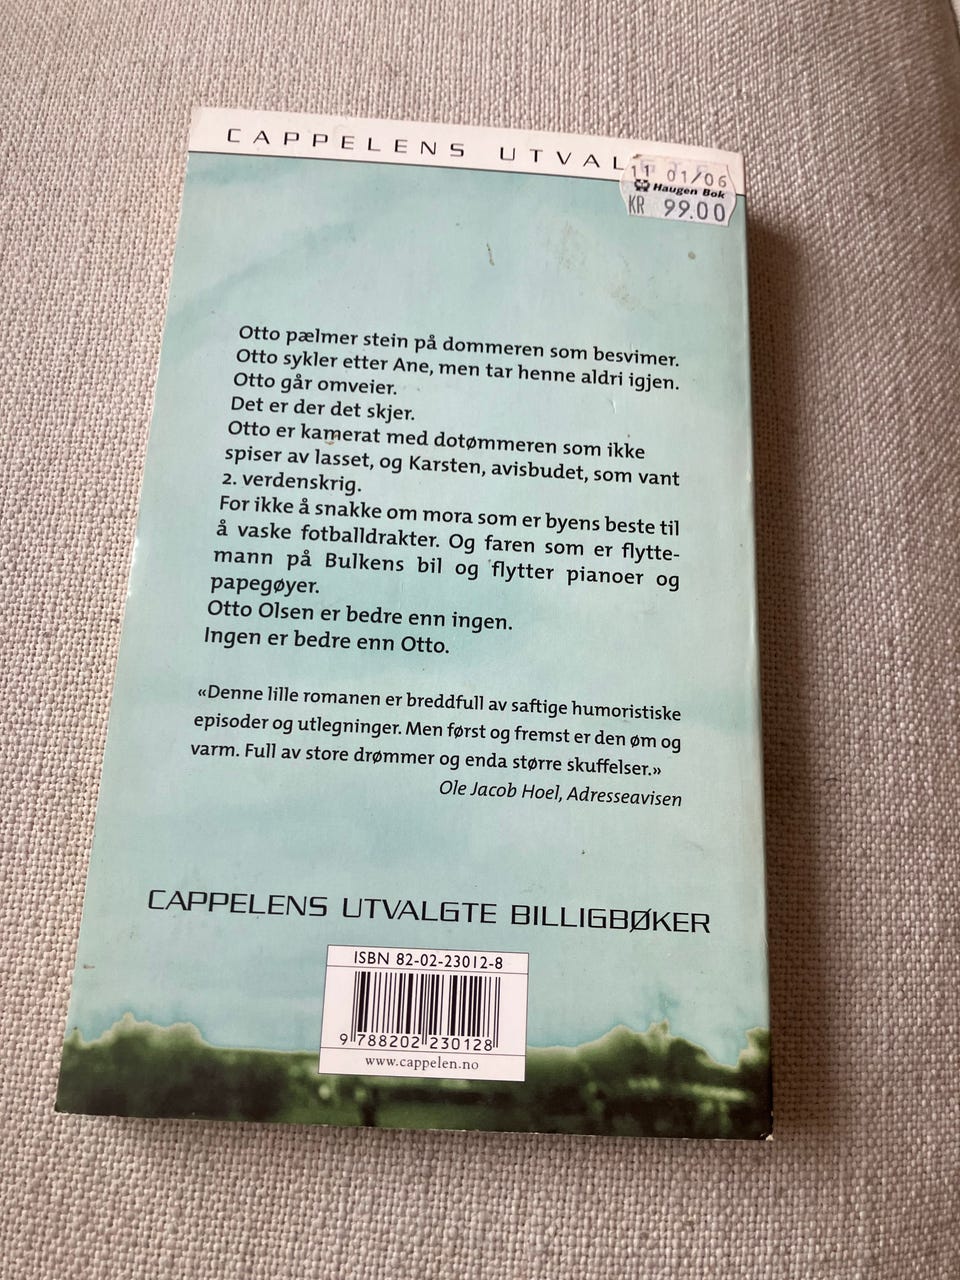 CAPPELENS UTVAL
11 01/06
Haugen Bok
KR 99.00
Otto pælmer stein på dommeren som besvimer.
Otto sykler etter Ane, men tar henne aldri igjen.
Otto går omveier.
Det er der det skjer.
Otto er kamerat med dotømmeren som ikke
spiser av lasset, og Karsten, avisbudet, som vant
2. verdenskrig.
For ikke å snakke om mora som er byens beste til
å vaske fotballdrakter. Og faren som er flytte-
mann på Bulkens bil og flytter pianoer og
papegøyer.
Otto Olsen er bedre enn ingen.
Ingen er bedre enn Otto.
«Denne lille romanen er breddfull av saftige humoristiske
episoder og utlegninger. Men først og fremst er den øm og
varm. Full av store drømmer og enda større skuffelser.»
Ole Jacob Hoel, Adresseavisen
CAPPELENS UTVALGTE BILLIGBØKER
ISBN 82-02-23012-8
9 788202 230128
www.cappelen.no